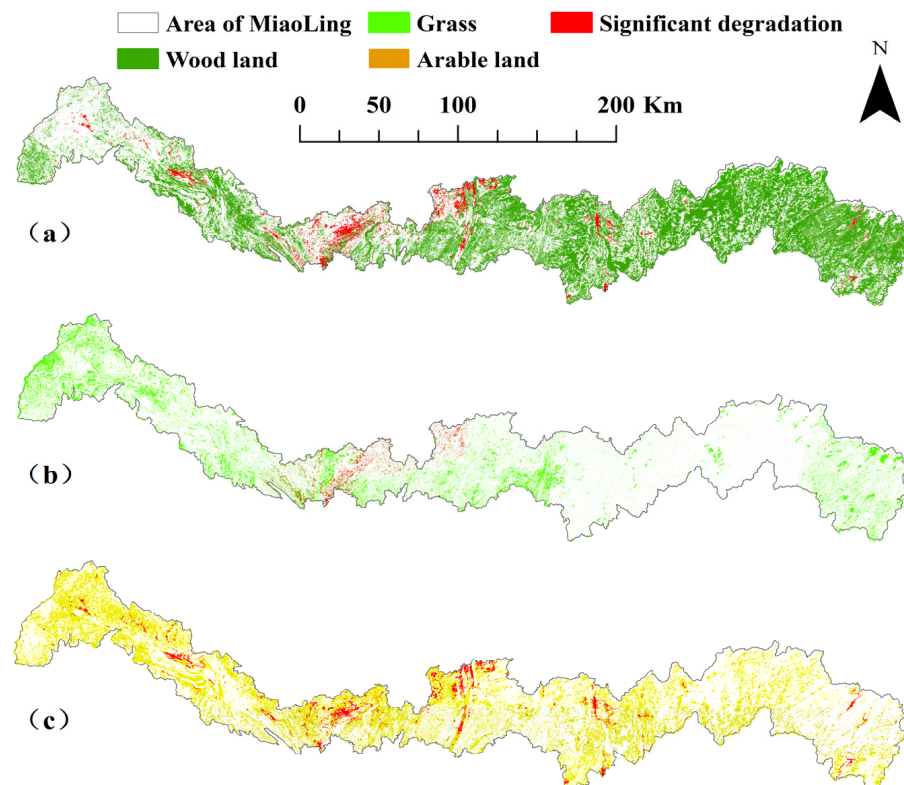 Area of MiaoLing Grass Significant degradation
Wood land Arable land
N
0 50 100 200 Km
（a）
（b）
（c）